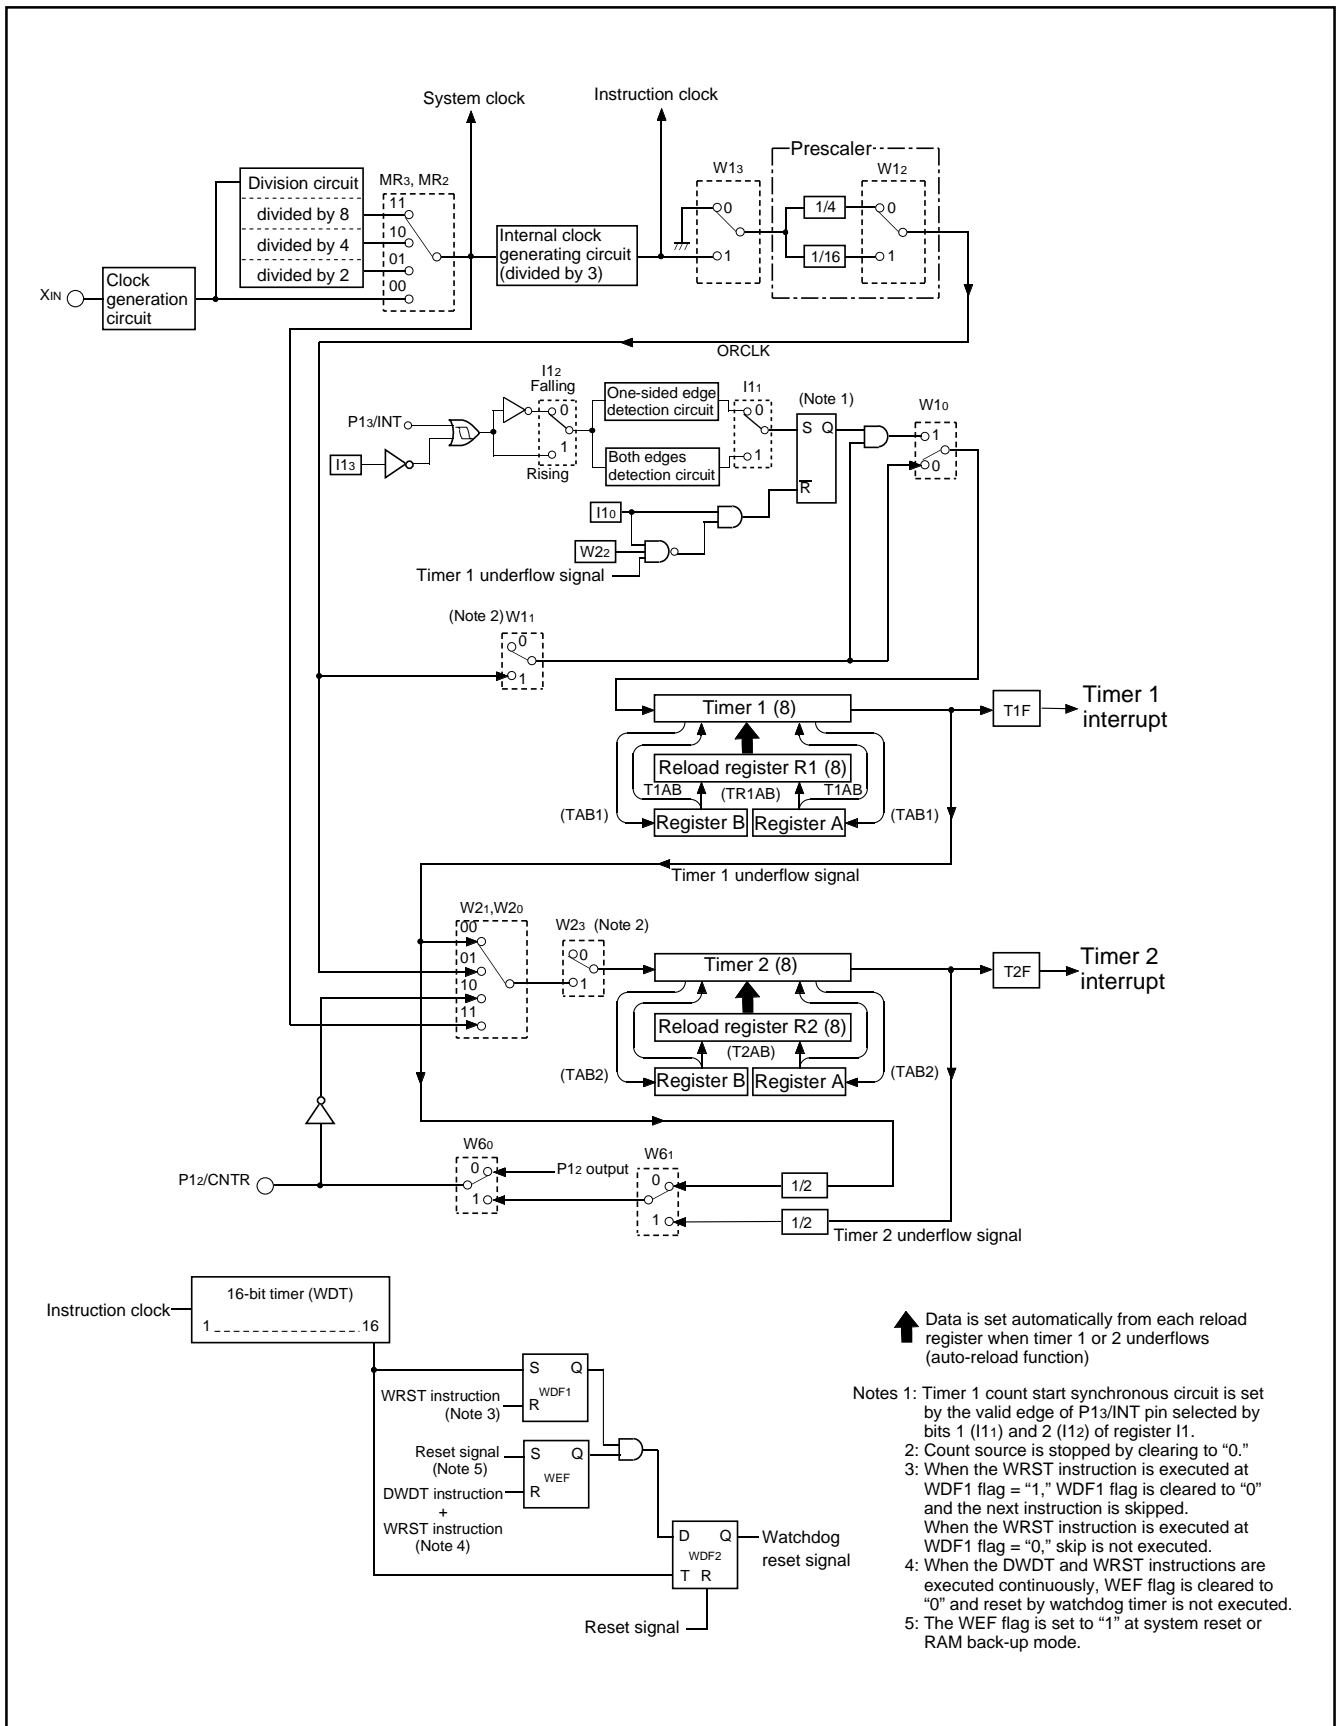 System clock
Instruction clock
Prescaler
Division circuit
MR3, MR2
W13
W12
divided by 8
11
0
1/4
0
divided by 4
10
Internal clock
generating circuit
(divided by 3)
1
1/16
1
divided by 2
01
00
XIN
Clock
generation
circuit
ORCLK
I12
Falling
One-sided edge
detection circuit
I11
(Note 1)
W10
P13/INT
0
0
S Q
1
I13
1
Rising
Both edges
detection circuit
1
R
0
I10
W22
Timer 1 underflow signal
(Note 2) W11
0
1
Timer 1 (8)
T1F
Timer 1
interrupt
Reload register R1 (8)
T1AB
(TR1AB)
T1AB
(TAB1)
Register B
Register A
(TAB1)
Timer 1 underflow signal
W21,W20
00
W23 (Note 2)
01
0
Timer 2 (8)
T2F
Timer 2
interrupt
10
1
11
Reload register R2 (8)
(T2AB)
(TAB2)
Register B
Register A
(TAB2)
W60
W61
P12/CNTR
0
P12 output
0
1/2
1
1
1/2
Timer 2 underflow signal
Instruction clock
16-bit timer (WDT)
1
16
S Q
WDF1
R
WRST instruction
(Note 3)
Reset signal
(Note 5)
S Q
WEF
R
DWDT instruction
+
WRST instruction
(Note 4)
D Q
WDF2
T R
Watchdog
reset signal
Reset signal
Data is set automatically from each reload
register when timer 1 or 2 underflows
(auto-reload function)
Notes 1: Timer 1 count start synchronous circuit is set
by the valid edge of P13/INT pin selected by
bits 1 (I11) and 2 (I12) of register I1.
2: Count source is stopped by clearing to “0.”
3: When the WRST instruction is executed at
WDF1 flag = “1,” WDF1 flag is cleared to “0”
and the next instruction is skipped.
When the WRST instruction is executed at
WDF1 flag = “0,” skip is not executed.
4: When the DWDT and WRST instructions are
executed continuously, WEF flag is cleared to
“0” and reset by watchdog timer is not executed.
5: The WEF flag is set to “1” at system reset or
RAM back-up mode.